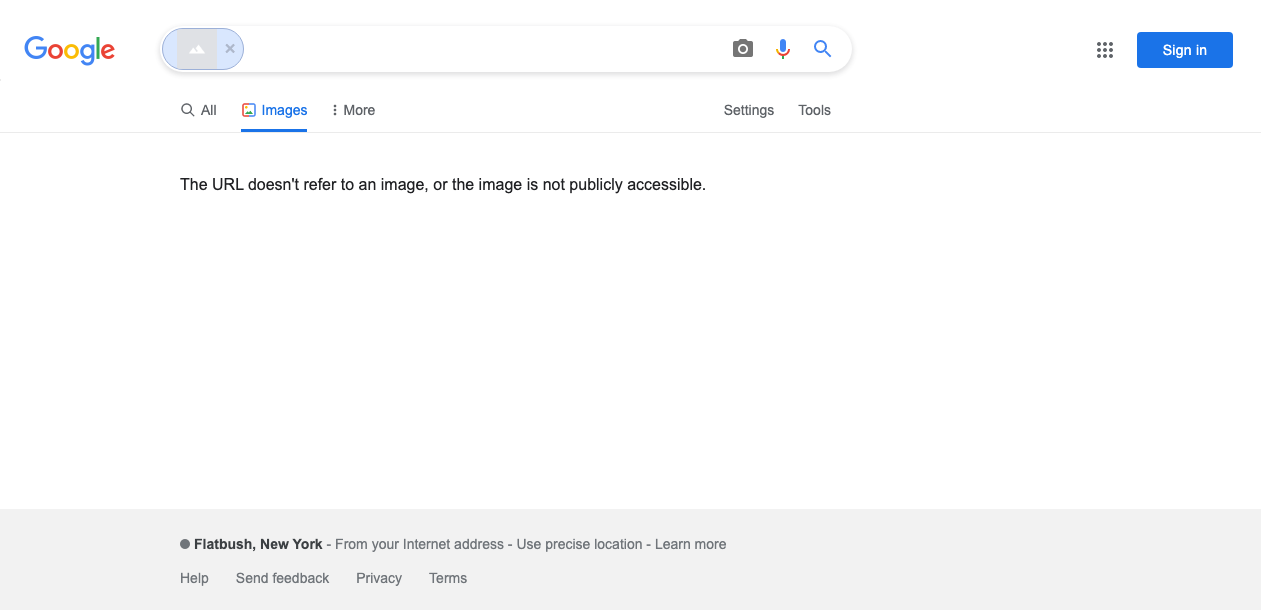 Google
Sign in
All Images More Settings Tools
The URL doesn't refer to an image, or the image is not publicly accessible.
Flatbush, New York - From your Internet address - Use precise location - Learn more
Help Send feedback Privacy Terms